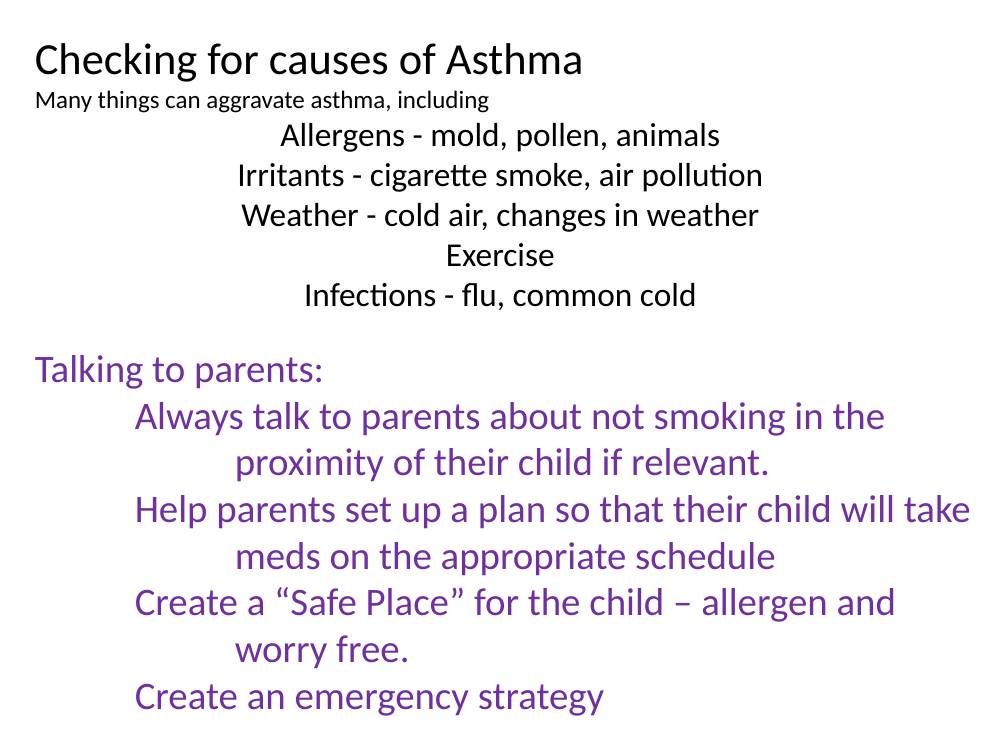 Checking for causes of Asthma
Many things can aggravate asthma, including
Allergens - mold, pollen, animals
Irritants - cigarette smoke, air pollution
Weather - cold air, changes in weather
Exercise
Infections - flu, common cold
Talking to parents:
Always talk to parents about not smoking in the
proximity of their child if relevant.
Help parents set up a plan so that their child will take
meds on the appropriate schedule
Create a “Safe Place” for the child – allergen and
worry free.
Create an emergency strategy